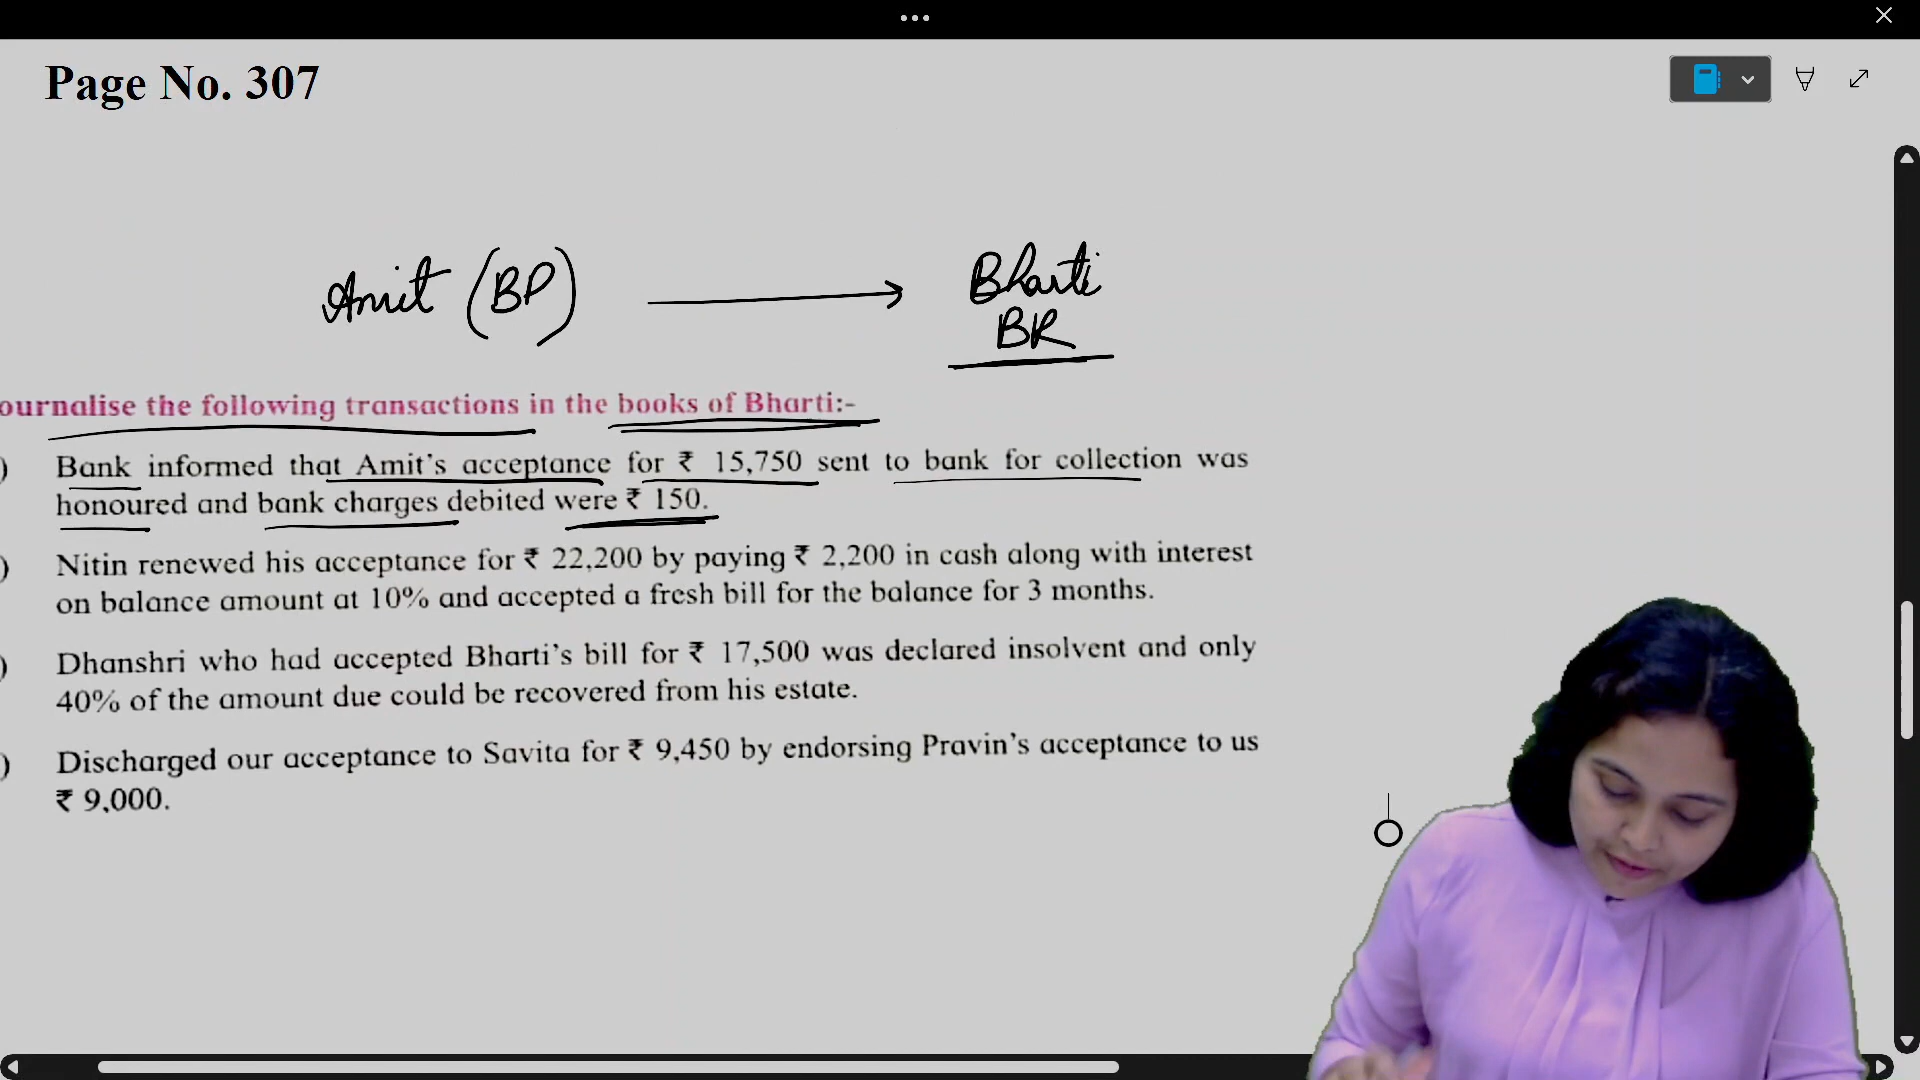 Page No. 307
Amit (BP) Bharti
BR
ournalise the following transactions in the books of Bharti:-
) Bank informed that Amit's acceptance for ₹ 15,750 sent to bank for collection was
honoured and bank charges debited were ₹ 150.
) Nitin renewed his acceptance for ₹ 22,200 by paying ₹ 2,200 in cash along with interest
on balance amount at 10% and accepted a fresh bill for the balance for 3 months.
) Dhanshri who had accepted Bharti's bill for ₹ 17,500 was declared insolvent and only
40% of the amount due could be recovered from his estate.
) Discharged our acceptance to Savita for ₹ 9,450 by endorsing Pravin's acceptance to us
₹ 9,000.